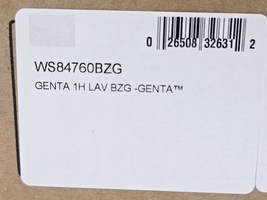 0 26508 32631 2
WS84760BZG
GENTA 1H LAV BZG -GENTA™